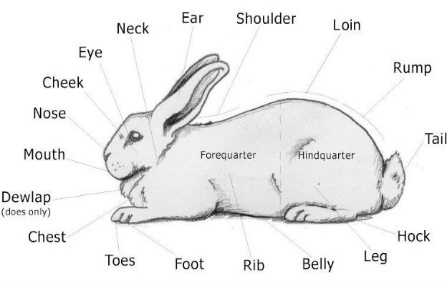 Ear
Shoulder
Loin
Neck
Eye
Rump
Cheek
Nose
Tail
Mouth
Forequarter
Hindquarter
Dewlap
(does only)
Chest
Hock
Toes
Foot
Rib
Belly
Leg